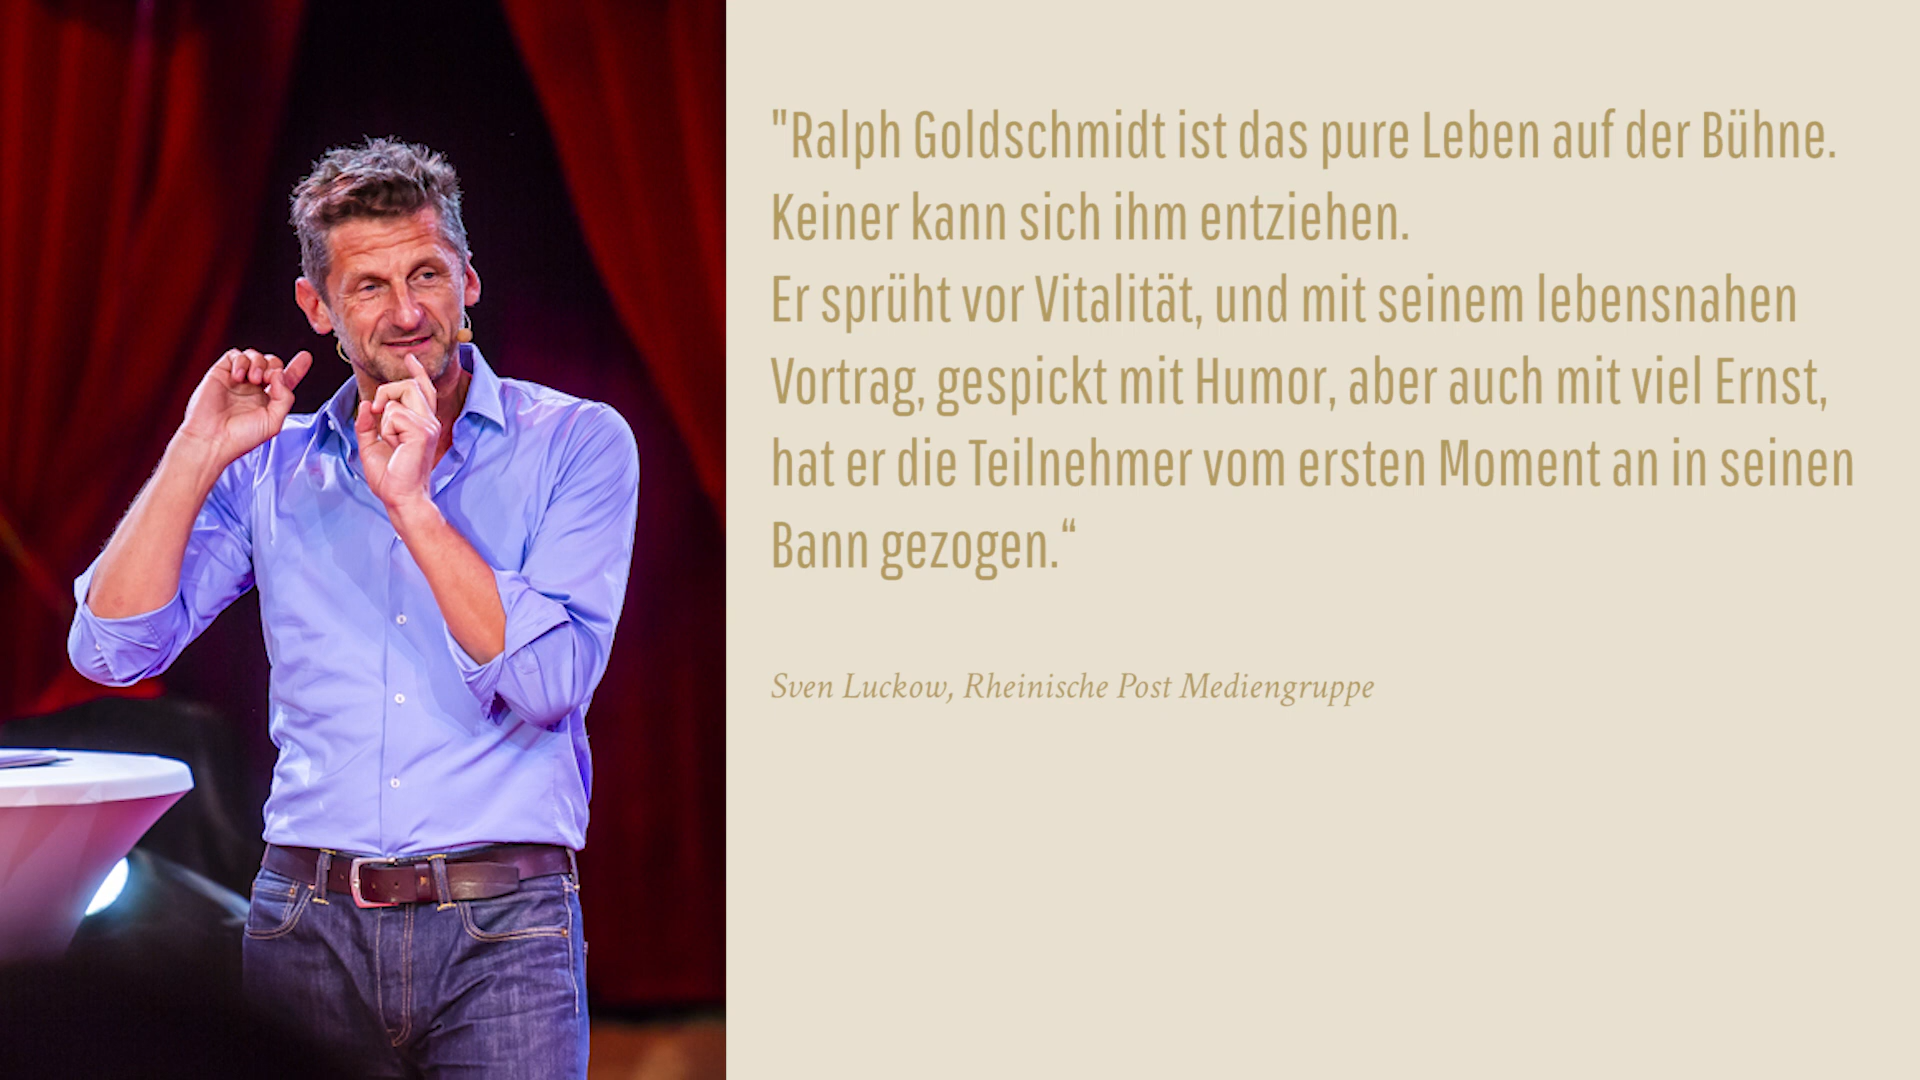 "Ralph Goldschmidt ist das pure Leben auf der Bühne.
Keiner kann sich ihm entziehen.
Er sprüht vor Vitalität, und mit seinem lebensnahen
Vortrag, gespickt mit Humor, aber auch mit viel Ernst,
hat er die Teilnehmer vom ersten Moment an in seinen
Bann gezogen.“
Sven Luckow, Rheinische Post Mediengruppe